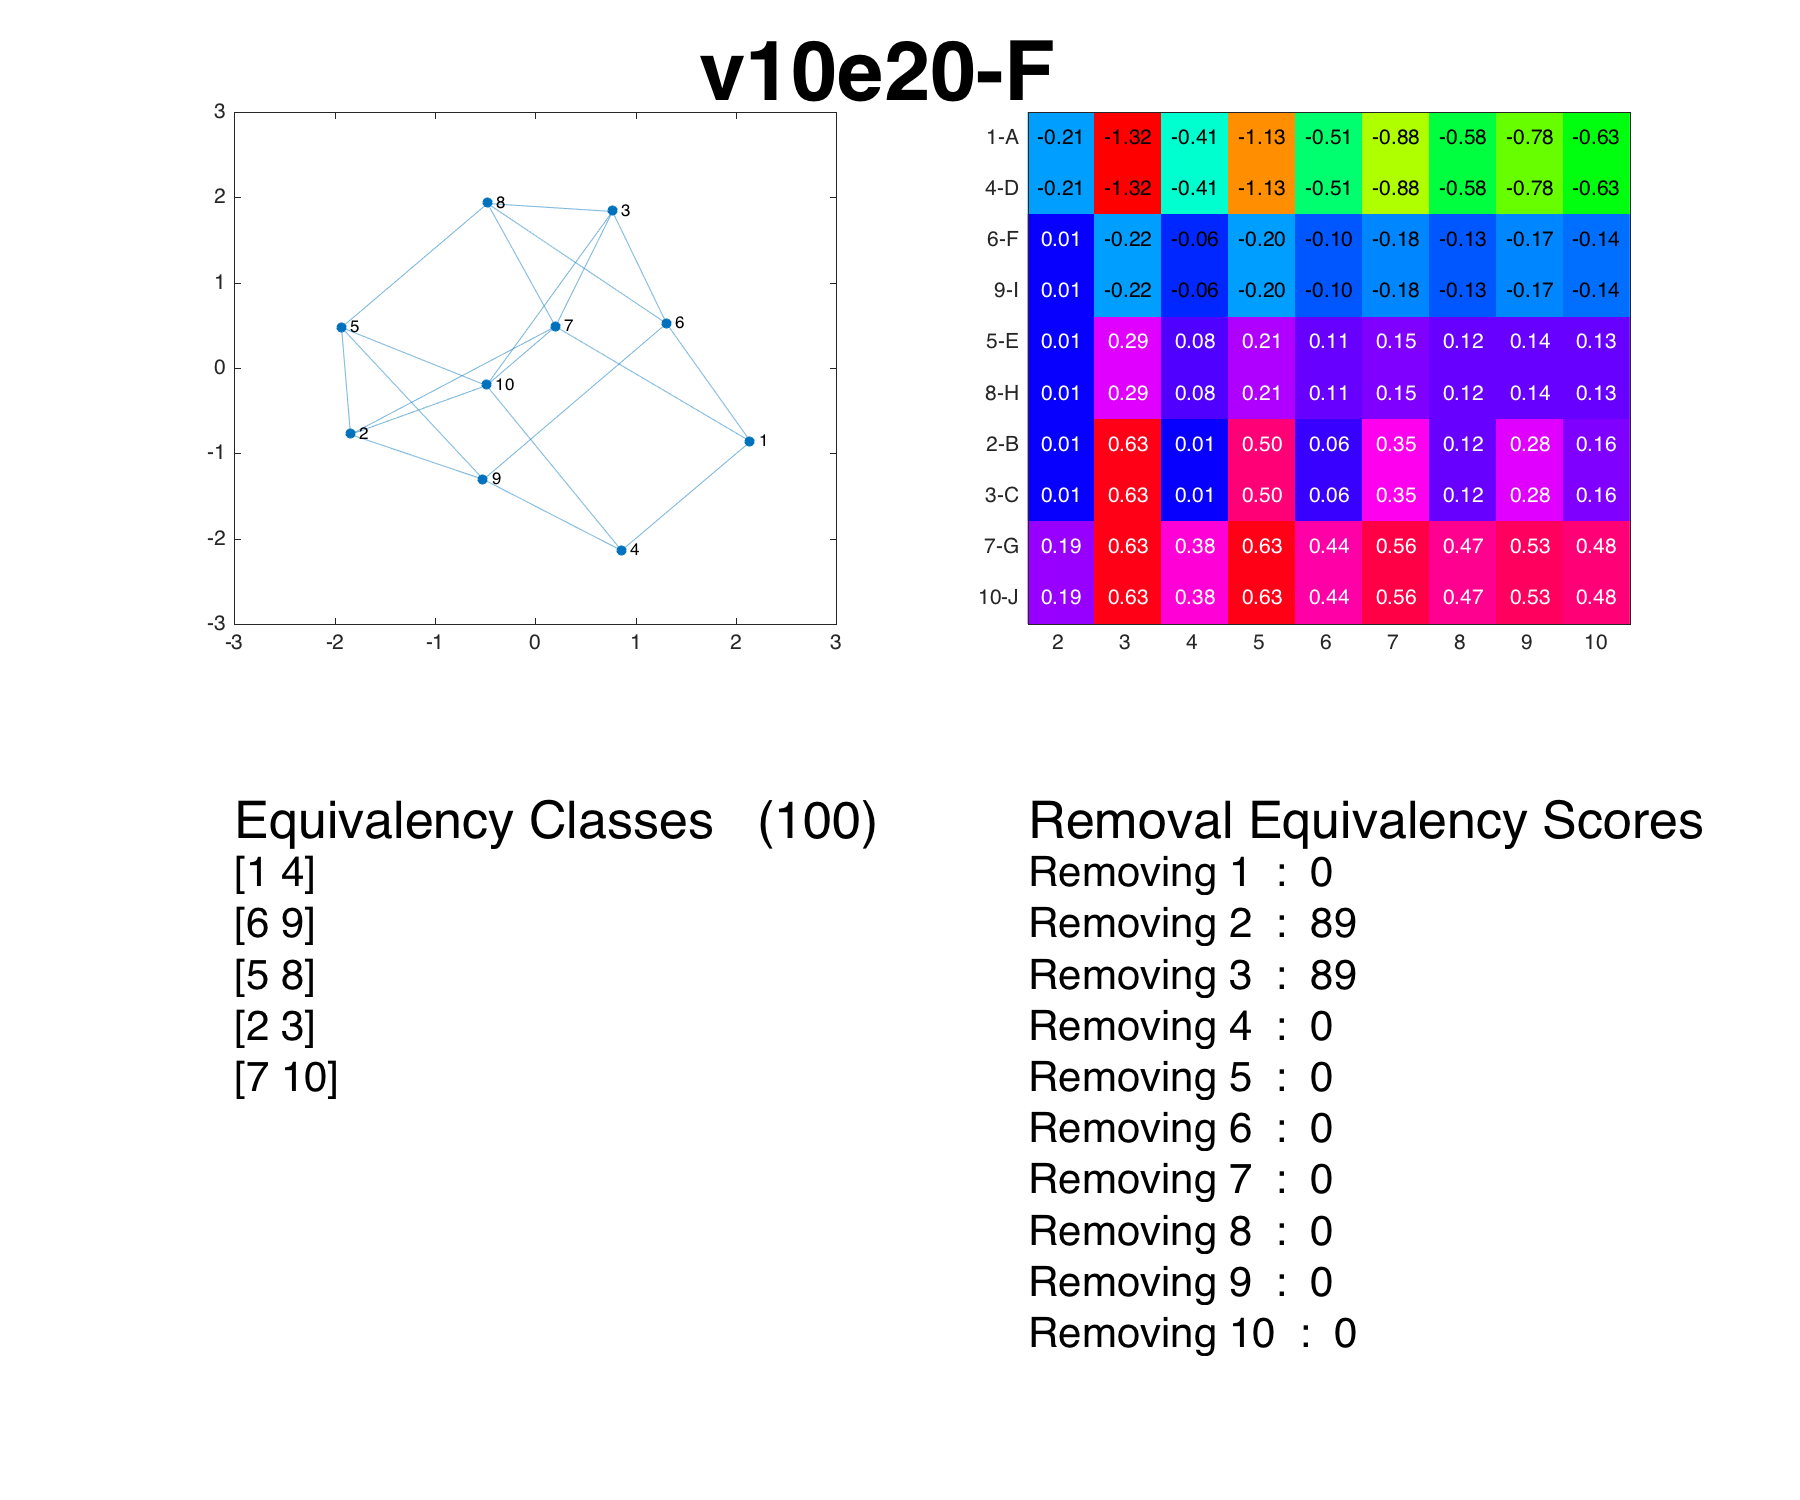 v10e20-F
3
2
1
0
-1
-2
-3
-3 -2 -1 0 1 2 3
8
3
5
7
6
10
2
1
9
4
1-A -0.21 -1.32 -0.41 -1.13 -0.51 -0.88 -0.58 -0.78 -0.63
4-D -0.21 -1.32 -0.41 -1.13 -0.51 -0.88 -0.58 -0.78 -0.63
6-F 0.01 -0.22 -0.06 -0.20 -0.10 -0.18 -0.13 -0.17 -0.14
9-I 0.01 -0.22 -0.06 -0.20 -0.10 -0.18 -0.13 -0.17 -0.14
5-E 0.01 0.29 0.08 0.21 0.11 0.15 0.12 0.14 0.13
8-H 0.01 0.29 0.08 0.21 0.11 0.15 0.12 0.14 0.13
2-B 0.01 0.63 0.01 0.50 0.06 0.35 0.12 0.28 0.16
3-C 0.01 0.63 0.01 0.50 0.06 0.35 0.12 0.28 0.16
7-G 0.19 0.63 0.38 0.63 0.44 0.56 0.47 0.53 0.48
10-J 0.19 0.63 0.38 0.63 0.44 0.56 0.47 0.53 0.48
2 3 4 5 6 7 8 9 10
Equivalency Classes (100)
[1 4]
[6 9]
[5 8]
[2 3]
[7 10]
Removal Equivalency Scores
Removing 1 : 0
Removing 2 : 89
Removing 3 : 89
Removing 4 : 0
Removing 5 : 0
Removing 6 : 0
Removing 7 : 0
Removing 8 : 0
Removing 9 : 0
Removing 10 : 0